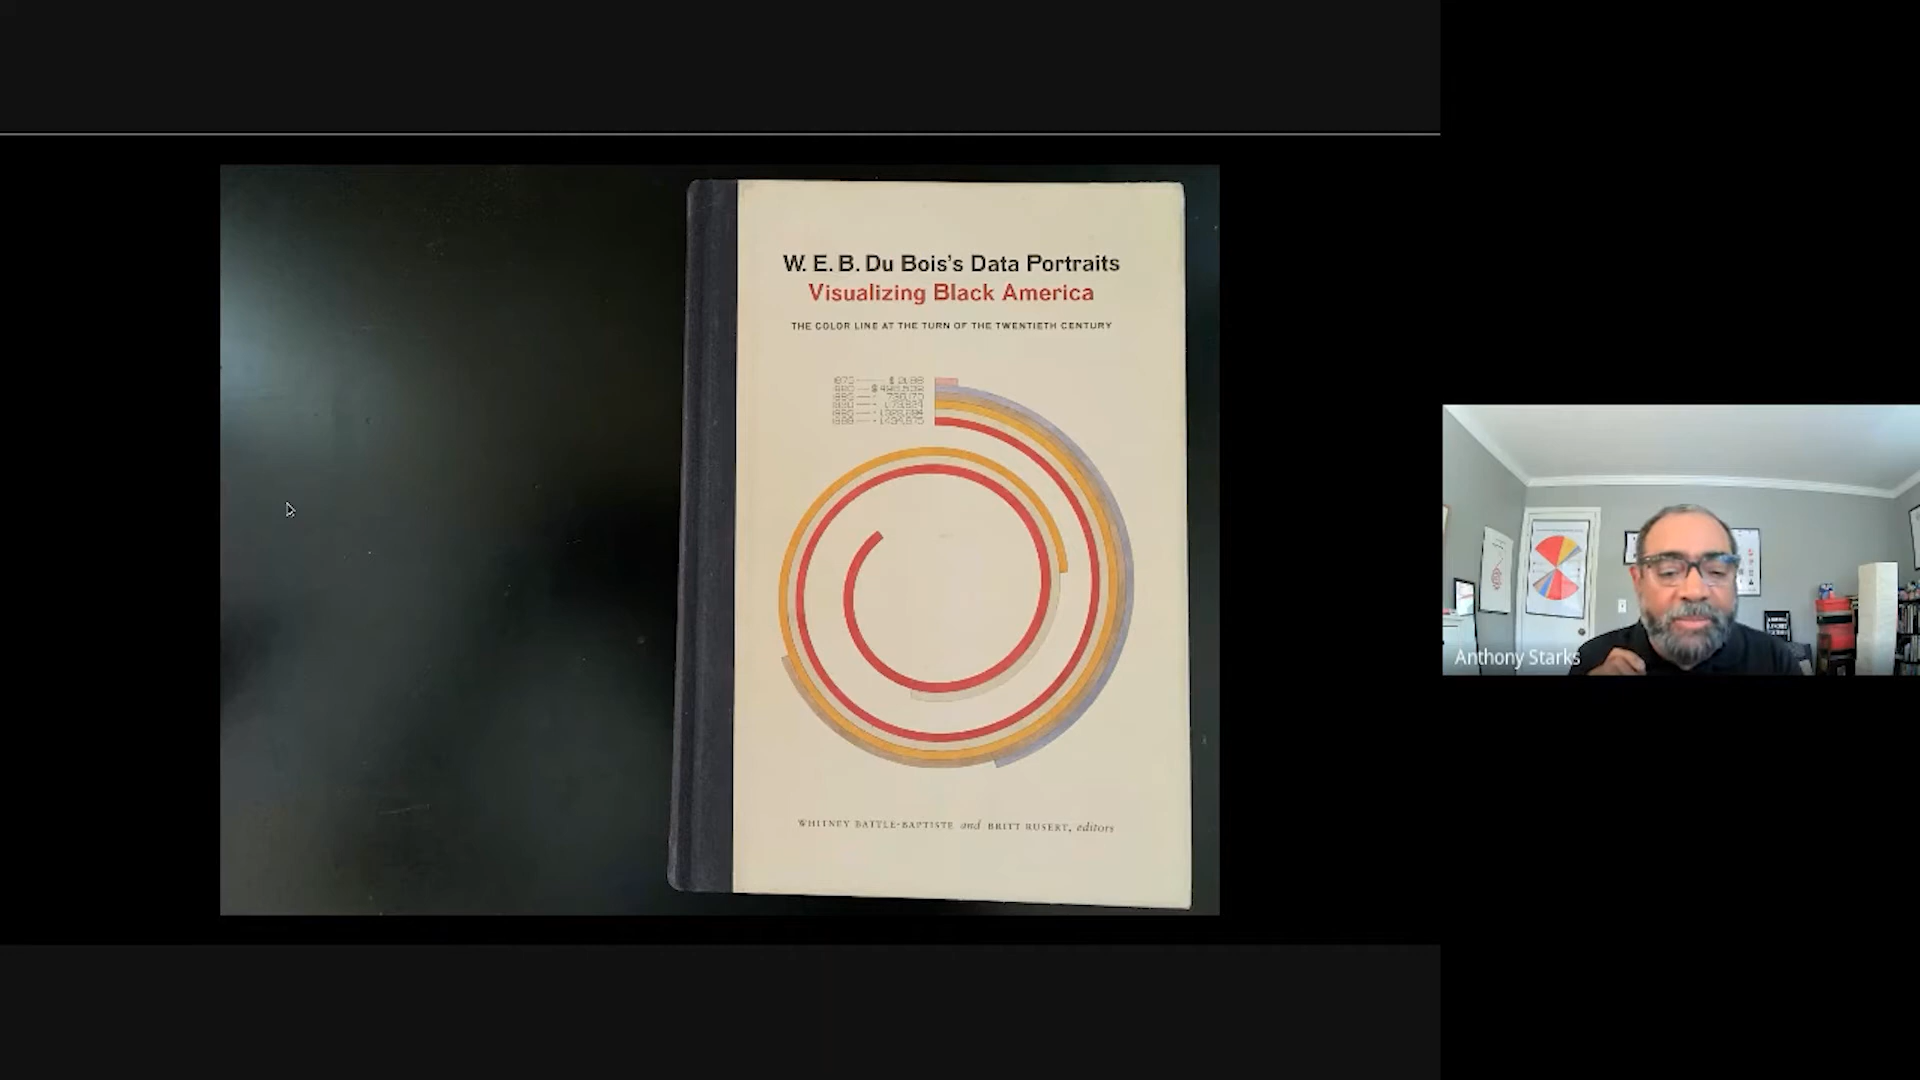 W. E. B. Du Bois's Data Portraits
Visualizing Black America
THE COLOR LINE AT THE TURN OF THE TWENTIETH CENTURY
WHITNEY BATTLE-BAPTISTE and BRITT RUSERT, editors
Anthony Starks